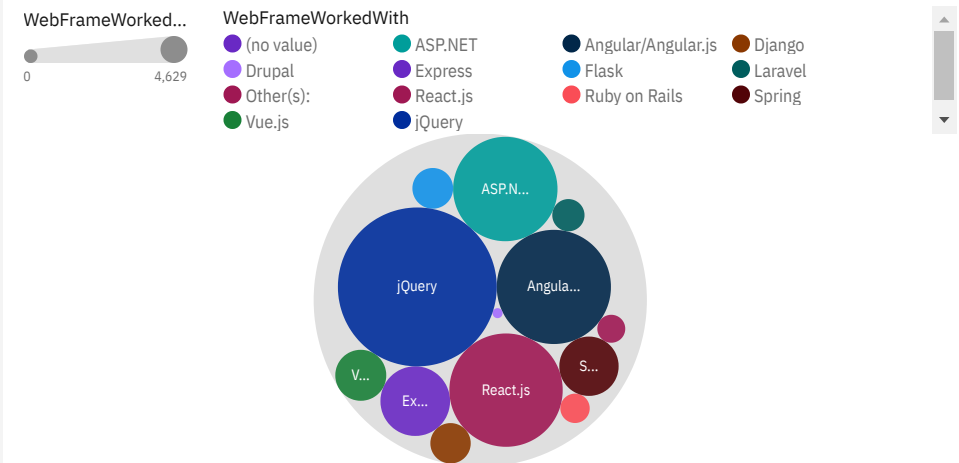 WebFrameWorked...
0
4,629
WebFrameWorkedWith
(no value)
ASP.NET
Angular/Angular.js
Django
Drupal
Express
Flask
Laravel
Other(s):
React.js
Ruby on Rails
Spring
Vue.js
jQuery
ASP.N...
jQuery
Angula...
V...
Ex...
React.js
S...